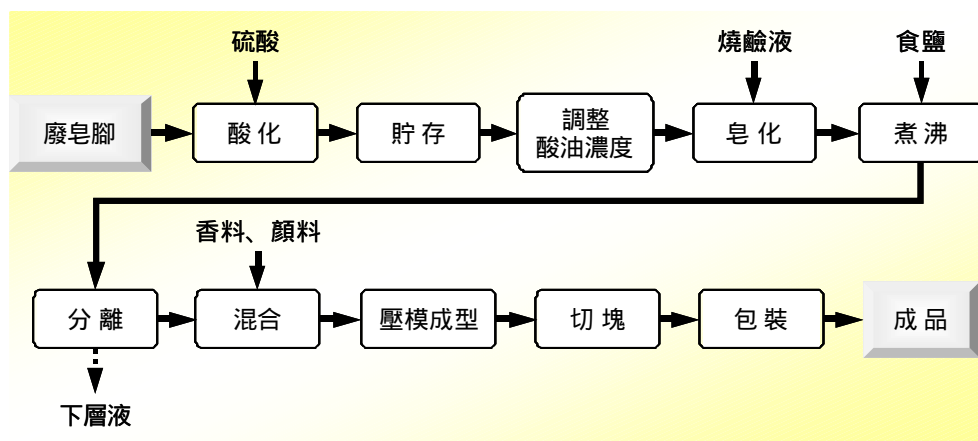 硫酸
燒鹼液
食鹽
廢皂腳
酸化
貯存
調整
酸油濃度
皂化
煮沸
香料、顏料
分離
混合
壓模成型
切塊
包裝
成品
下層液